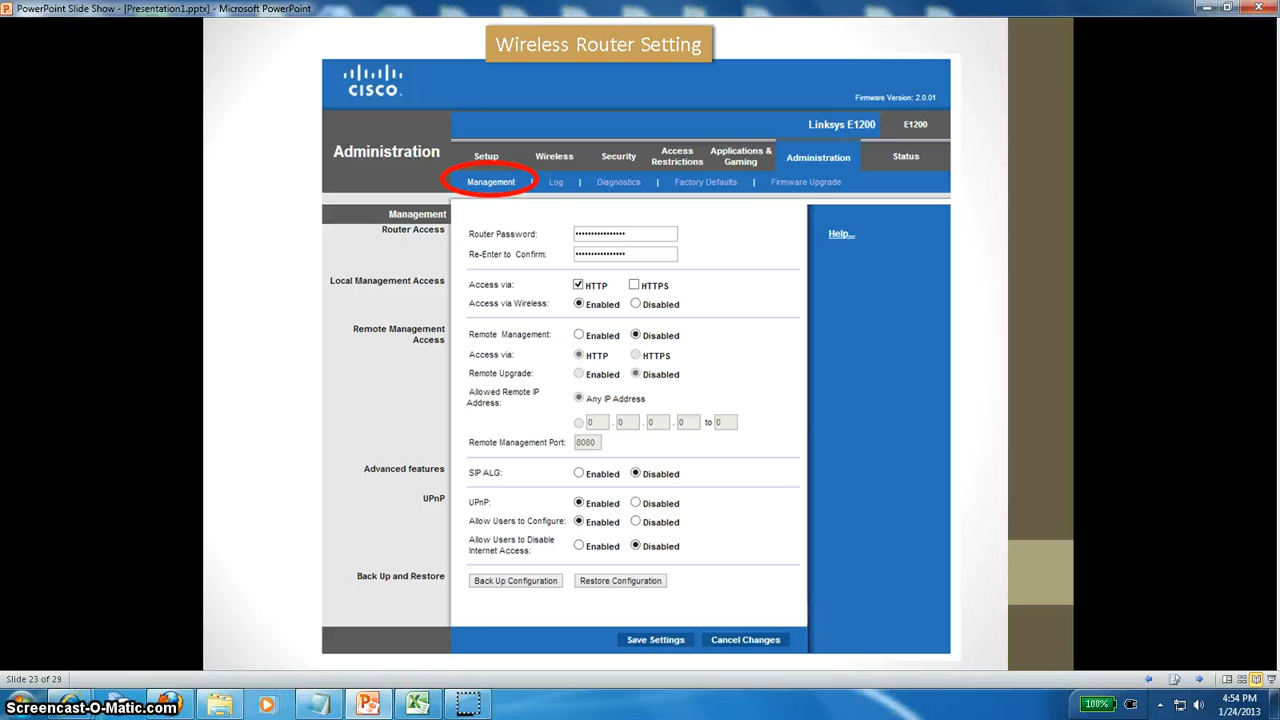 PowerPoint Slide Show - [Presentation1.pptx] - Microsoft PowerPoint
Wireless Router Setting
CISCO
Firmware Version: 2.0.01
Linksys E1200 E1200
Administration
Setup Wireless Security Access Restrictions Applications & Gaming Administration Status
Management | Log | Diagnostics | Factory Defaults | Firmware Upgrade
Management
Help...
Router Access
Router Password: •••••••••••••••
Re-Enter to Confirm: •••••••••••••••
Local Management Access
Access via: HTTP HTTPS
Access via Wireless: Enabled Disabled
Remote Management
Access
Remote Management: Enabled Disabled
Access via: HTTP HTTPS
Remote Upgrade: Enabled Disabled
Allowed Remote IP
Address:
Any IP Address
0 . 0 . 0 . 0 to 0
Remote Management Port: 8080
Advanced features
SIP ALG: Enabled Disabled
UPnP
UPnP: Enabled Disabled
Allow Users to Configure: Enabled Disabled
Allow Users to Disable
Internet Access:
Enabled Disabled
Back Up and Restore
Back Up Configuration Restore Configuration
Save Settings Cancel Changes
Slide 23 of 29
Screencast-O-Matic.com
100%
4:54 PM
1/24/2013